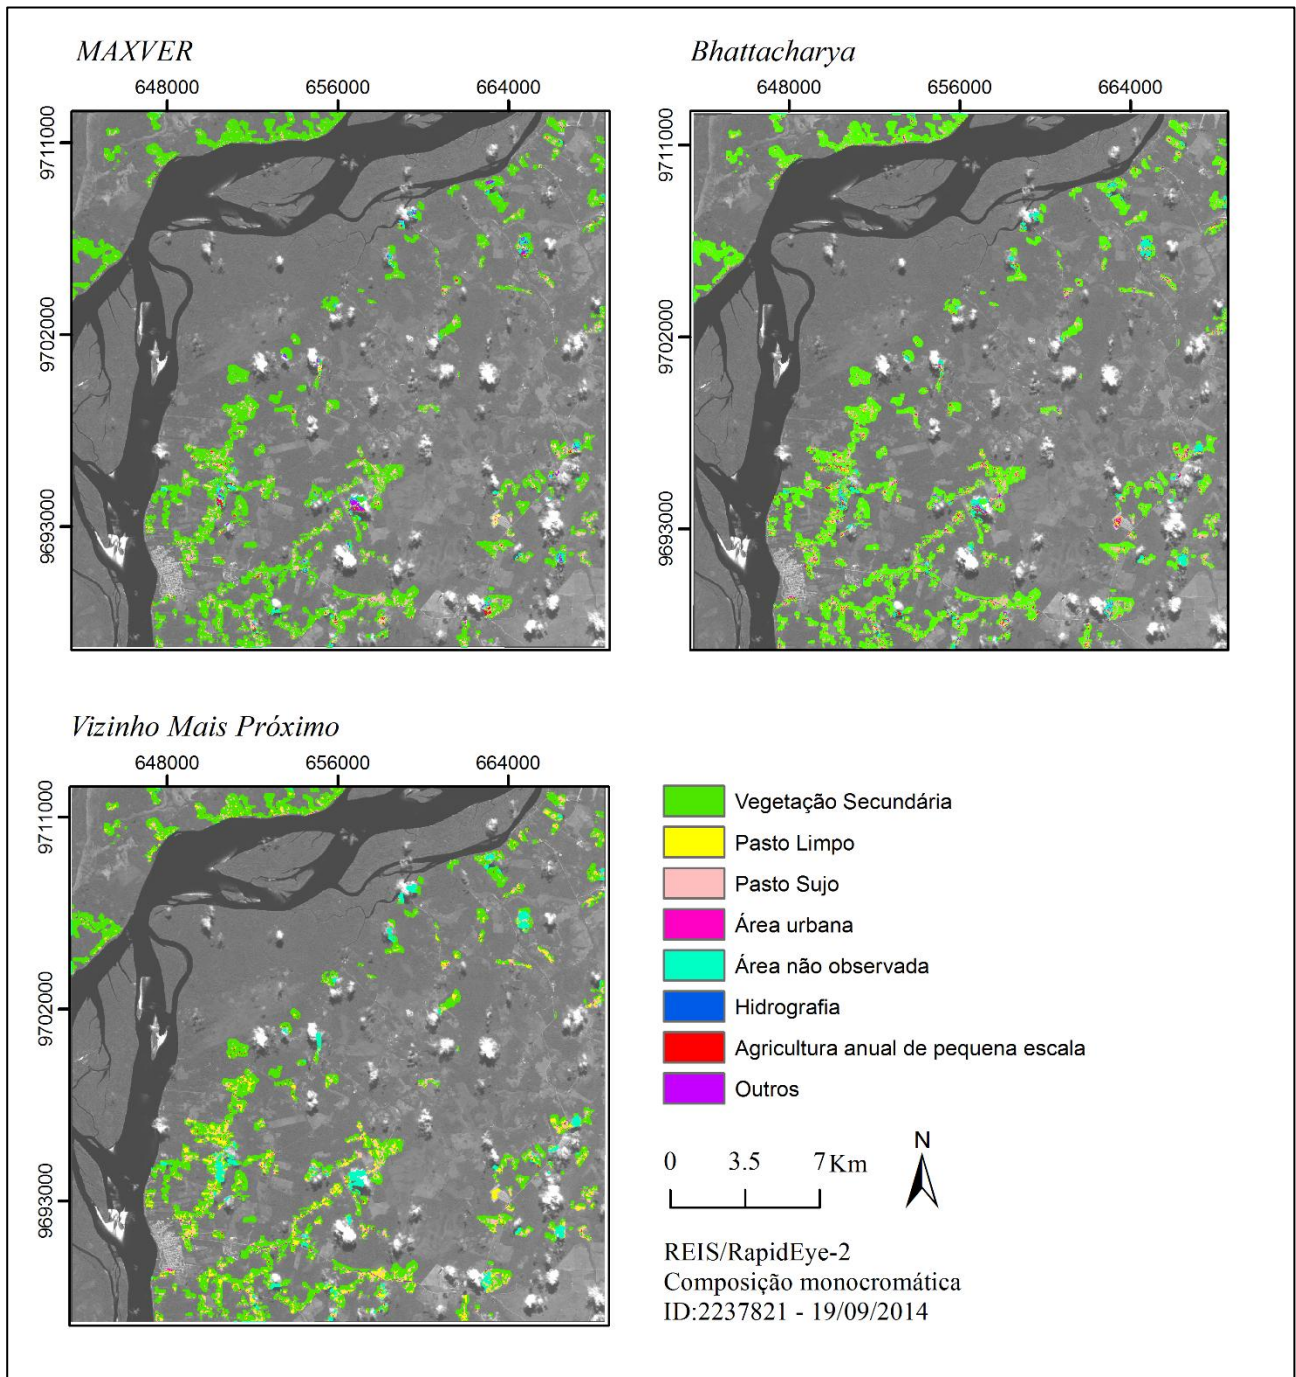 MAXVER
648000 656000 664000
9711000
9702000
9693000
Bhattacharya
648000 656000 664000
9711000
9702000
9693000
Vizinho Mais Próximo
648000 656000 664000
9711000
9702000
9693000
Vegetação Secundária
Pasto Limpo
Pasto Sujo
Área urbana
Área não observada
Hidrografia
Agricultura anual de pequena escala
Outros
0 3.5 7 Km
N
REIS/RapidEye-2
Composição monocromática
ID:2237821 - 19/09/2014